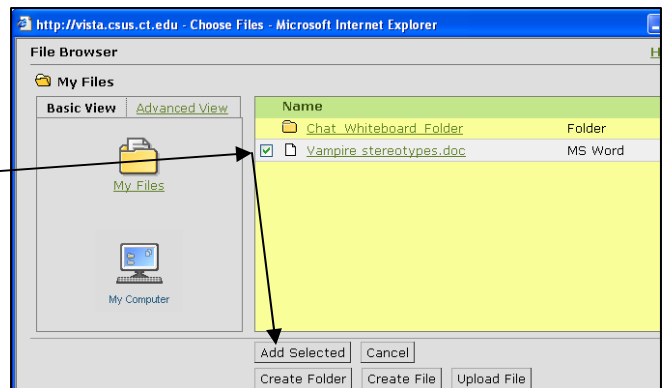 http://vista.csus.ct.edu - Choose Files - Microsoft Internet Explorer
File Browser
My Files
Basic View Advanced View
Name
Chat_Whiteboard_Folder Folder
Vampire stereotypes.doc MS Word
My Files
My Computer
Add Selected Cancel
Create Folder Create File Upload File